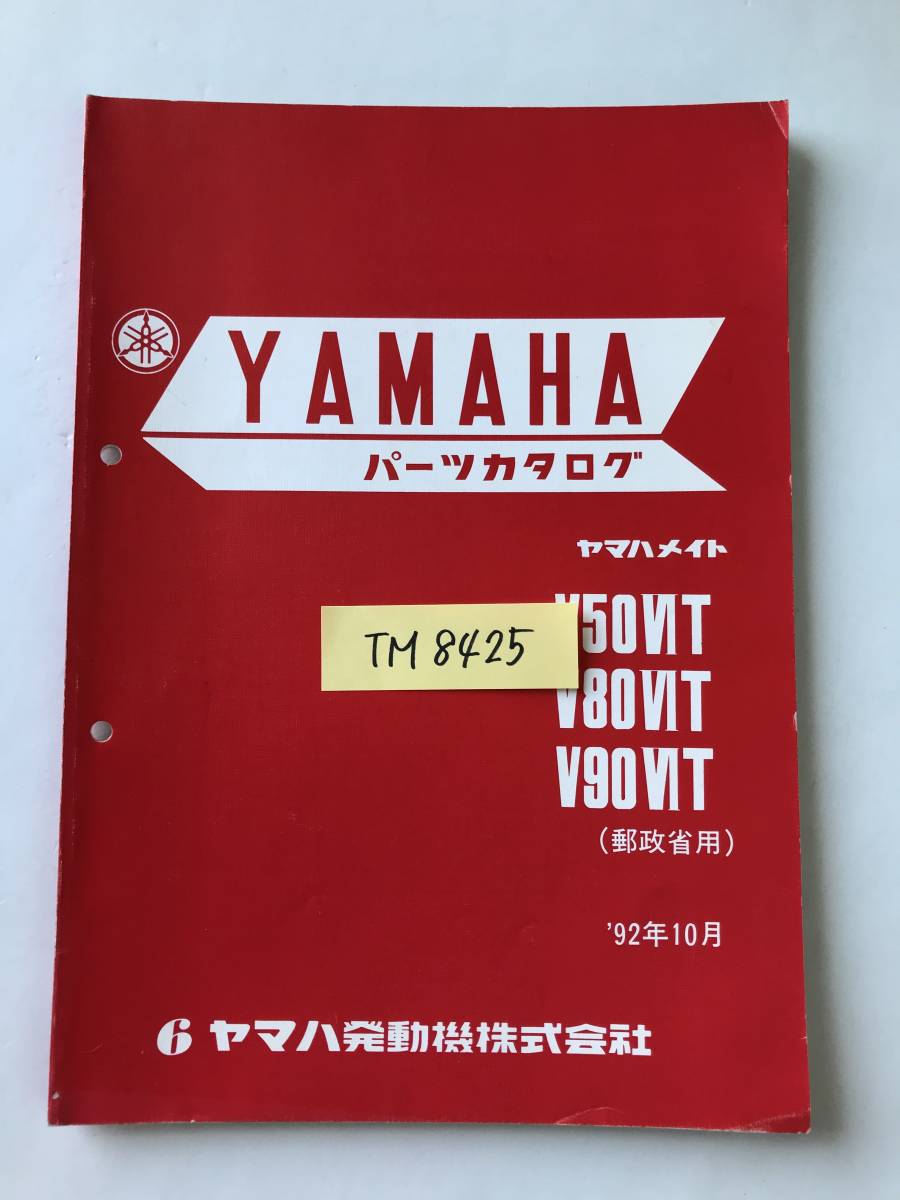 YAMAHA
パーツカタログ
ヤマハメイト
V50ⅥT
TM 8425
V80ⅥT
V90ⅥT
(郵政省用)
'92年10月
6 ヤマハ発動機株式会社